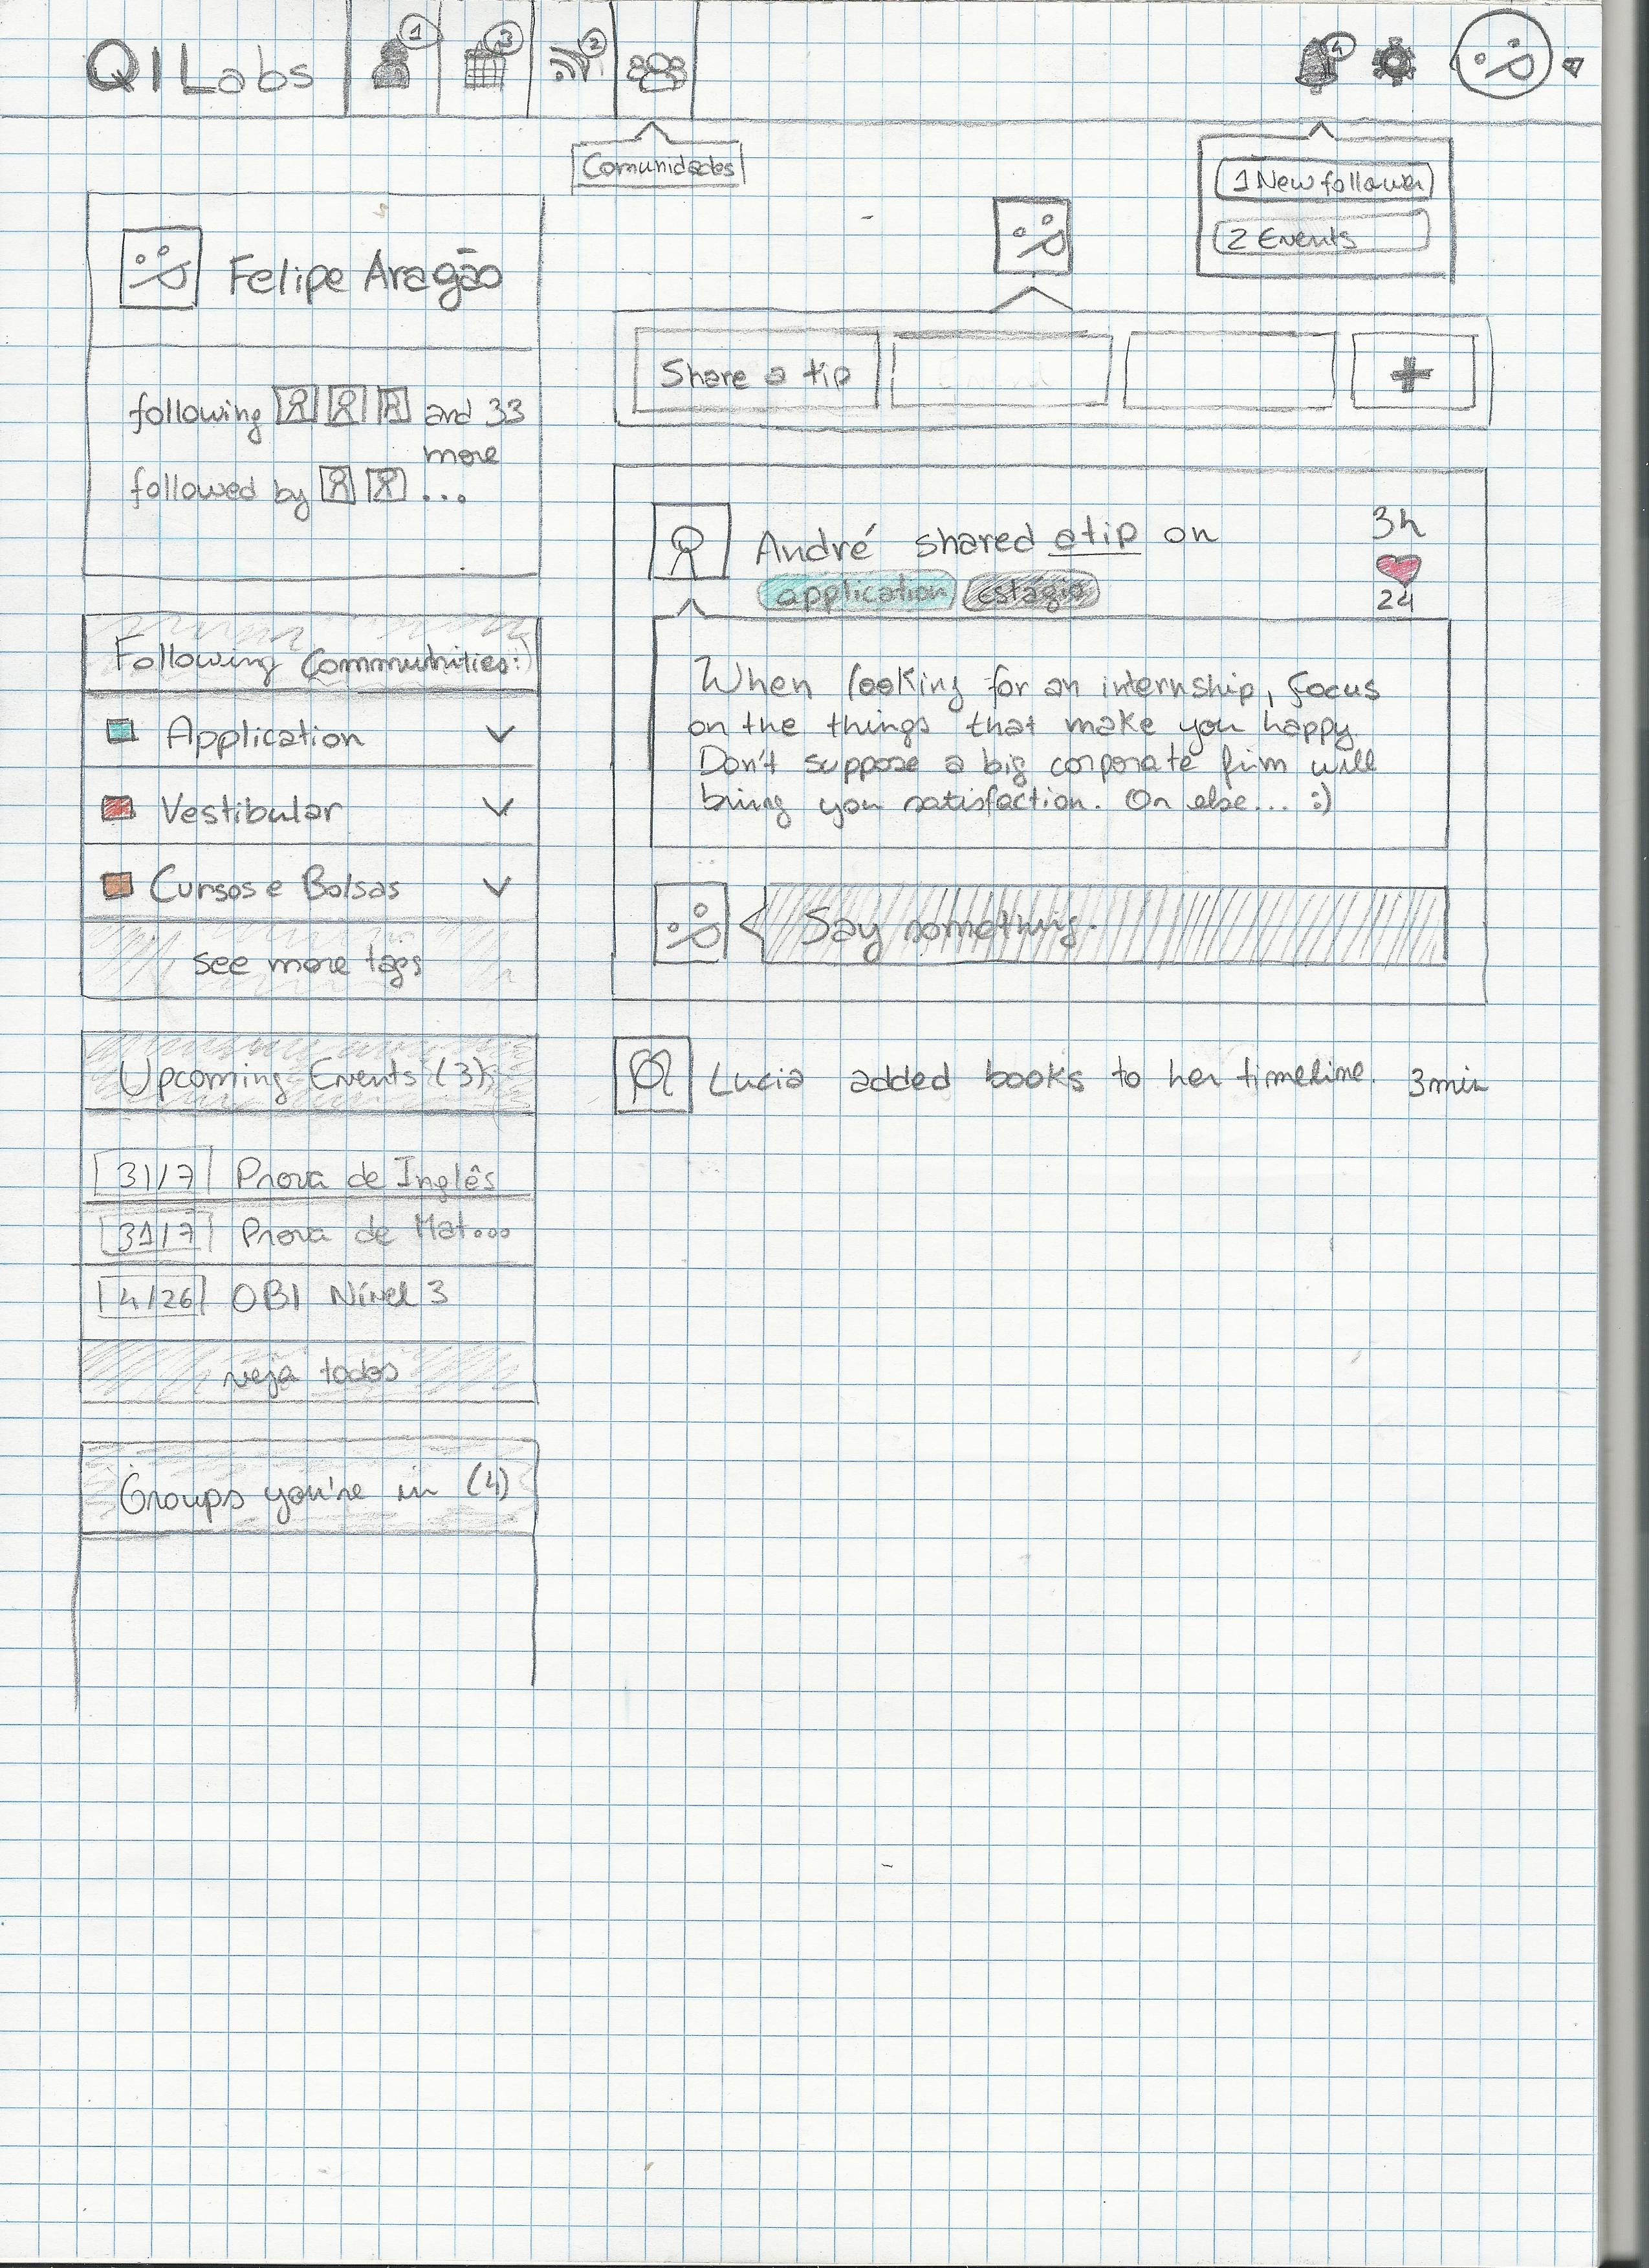 QI Labs
1
3
2
4
Comunidades
1 New follower
2 Events
Felipe Aragão
following and 33
more
followed by ...
Share a tip
+
André shared a tip on
application estágio
3h
24
When looking for an internship, focus
on the things that make you happy.
Don't suppose a big corporate firm will
bring you satisfaction. Or else... :)
Say something.
Following Communities:)
Application
Vestibular
Cursos e Bolsas
see more tags
Upcoming Events (3)
31/7 Prova de Inglês
31/7 Prova de Mat...
4/26 OBI Nível 3
veja todos
Groups you're in (4)
Lucia added books to her timeline. 3min